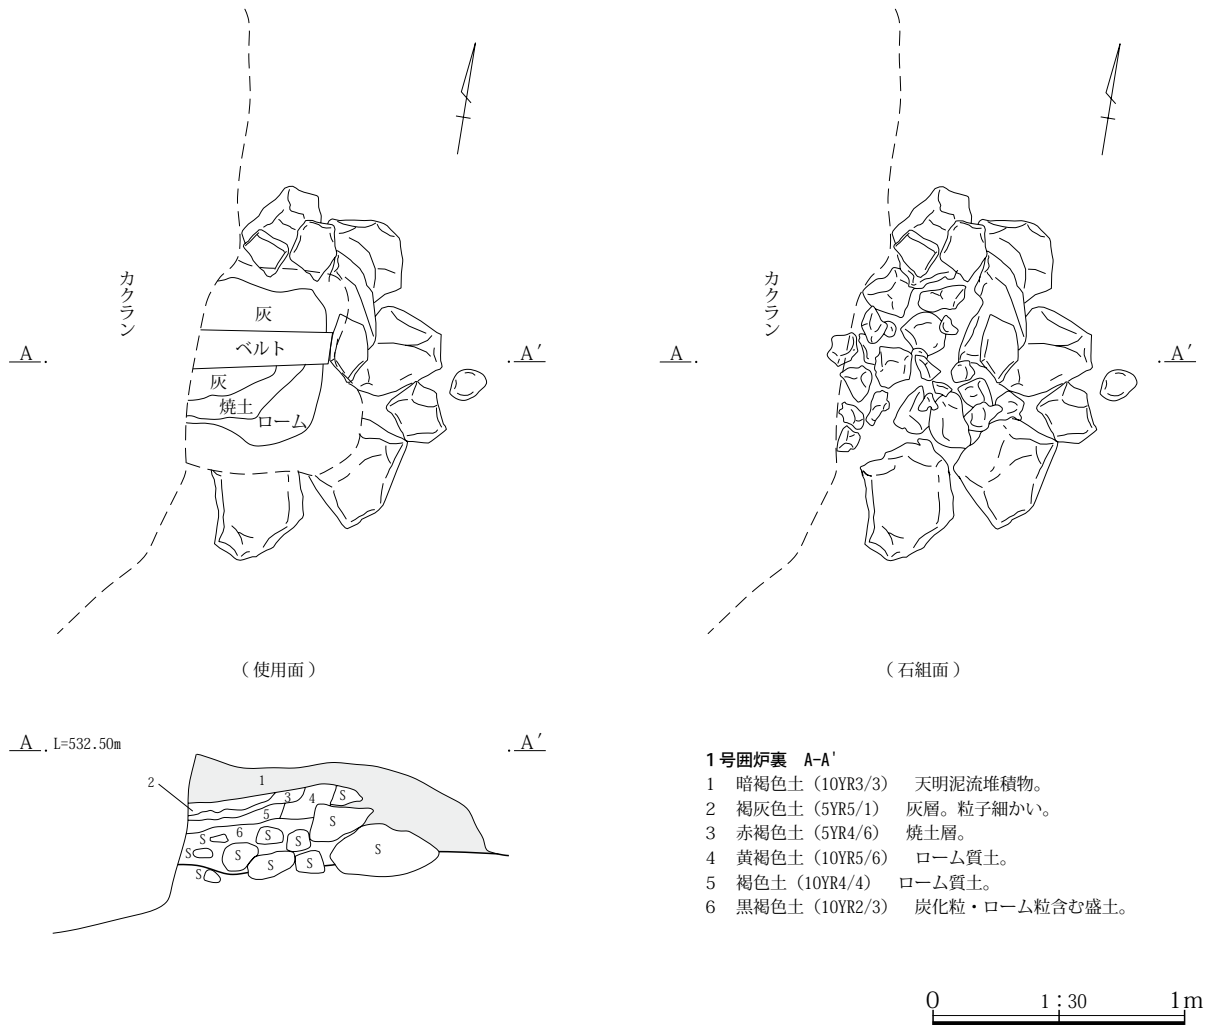 カクラン
灰
ベルト
灰
焼土
ローム
A . . A′
（使用面）
カクラン
A . . A′
（石組面）
A . L=532.50m . A′
1
2
3
4
S
5
S
6
S
S
S
S
S
S
S
S
S
1号囲炉裏 A-A'
1 暗褐色土（10YR3/3） 天明泥流堆積物。
2 褐灰色土（5YR5/1） 灰層。粒子細かい。
3 赤褐色土（5YR4/6） 焼土層。
4 黄褐色土（10YR5/6） ローム質土。
5 褐色土（10YR4/4） ローム質土。
6 黒褐色土（10YR2/3） 炭化粒・ローム粒含む盛土。
0 1：30 1m